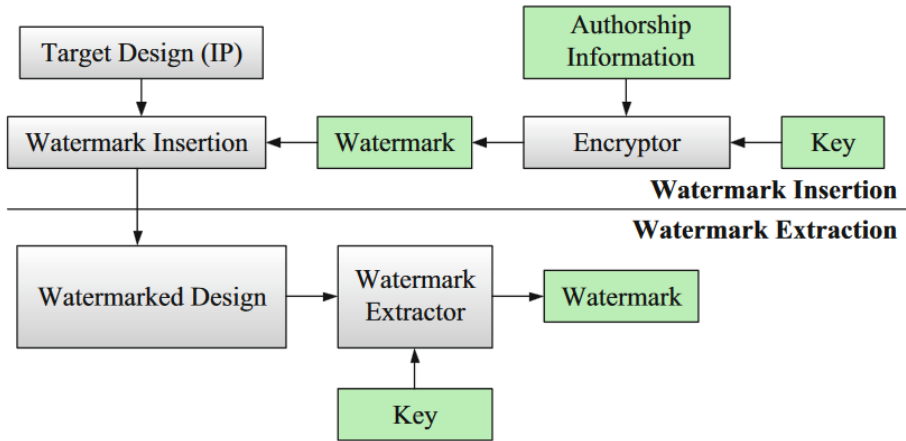 Target Design (IP)
Authorship
Information
Watermark Insertion
Watermark
Encryptor
Key
Watermark Insertion
Watermark Extraction
Watermarked Design
Watermark
Extractor
Watermark
Key